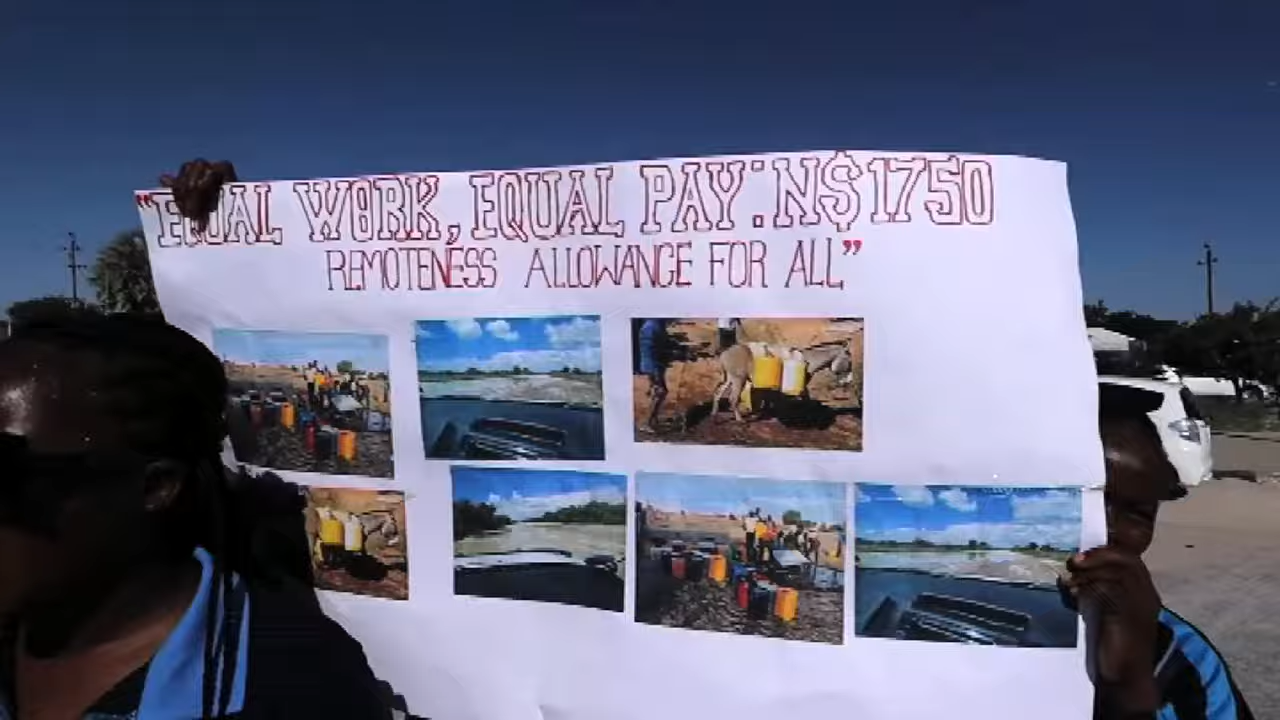 "EQUAL WORK, EQUAL PAY: N$1750
REMOTENESS ALLOWANCE FOR ALL"